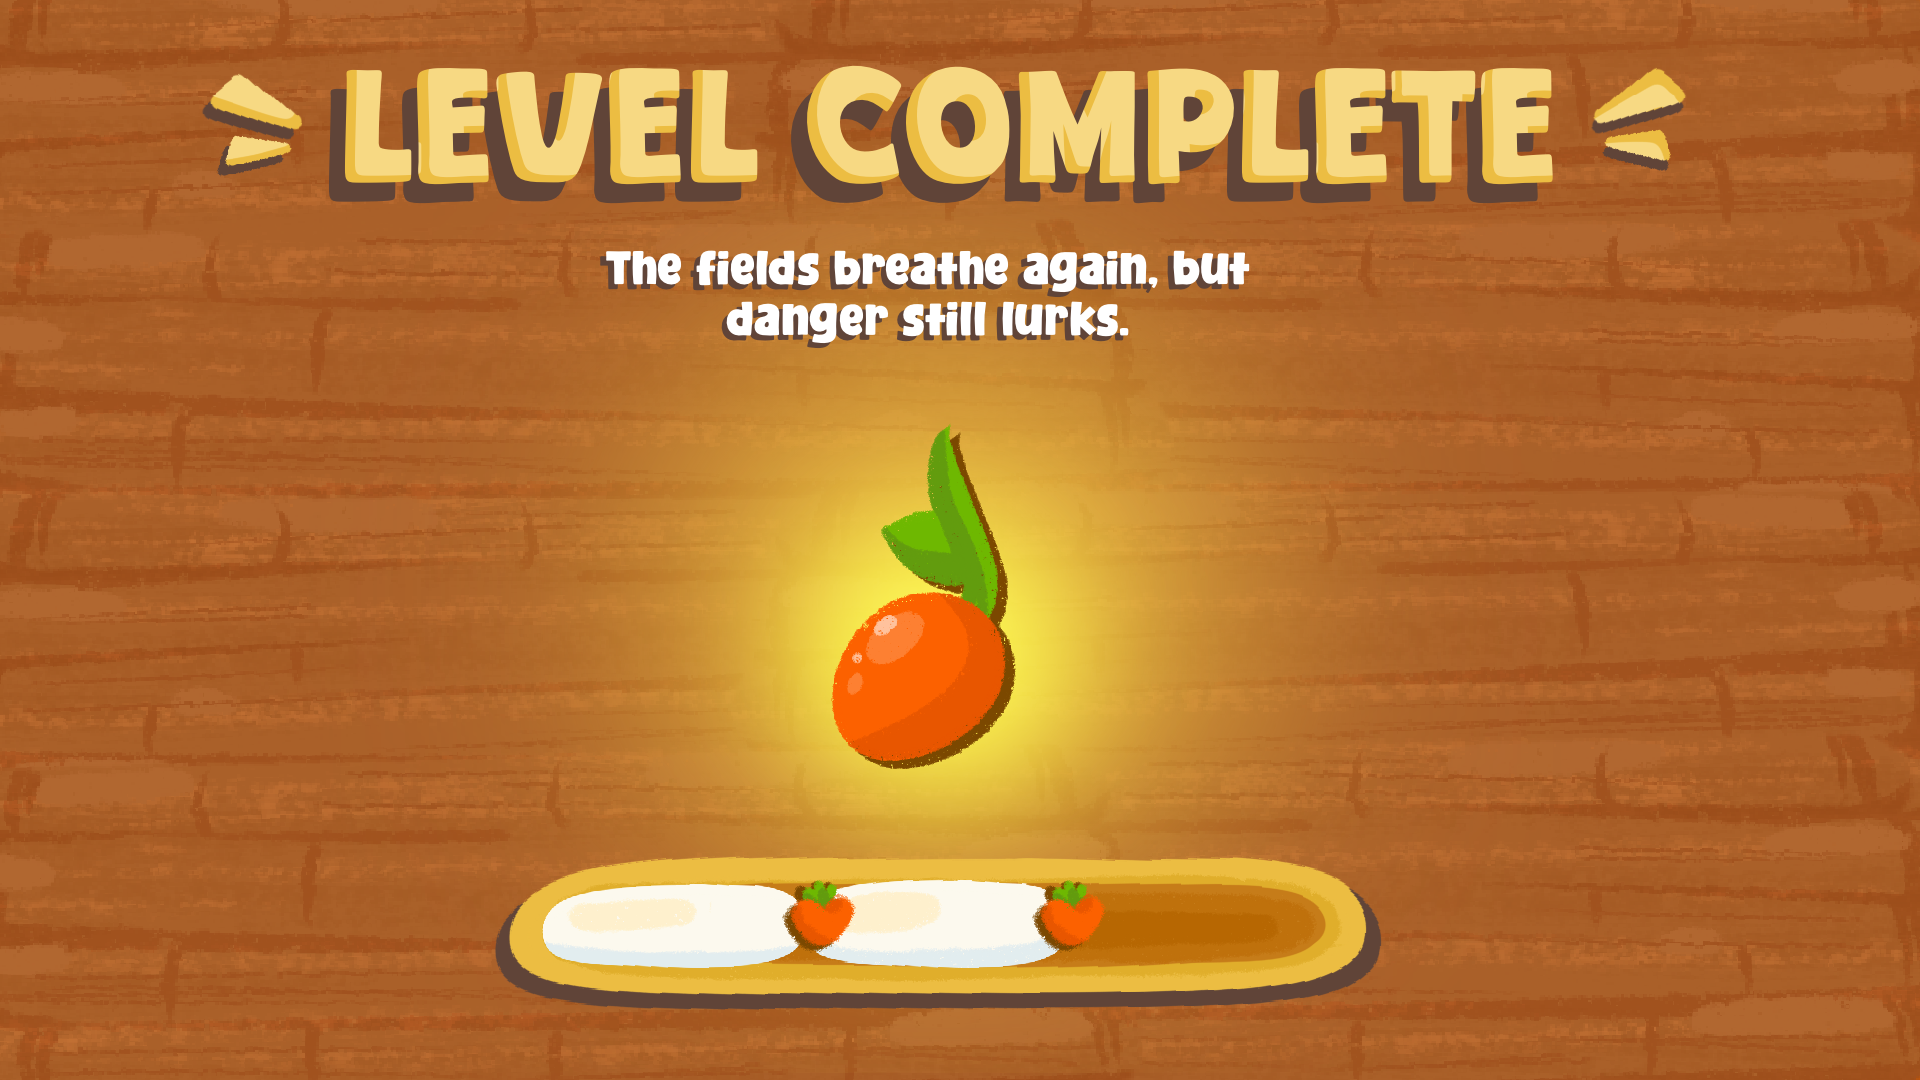 LEVEL COMPLETE
The fields breathe again, but
danger still lurks.